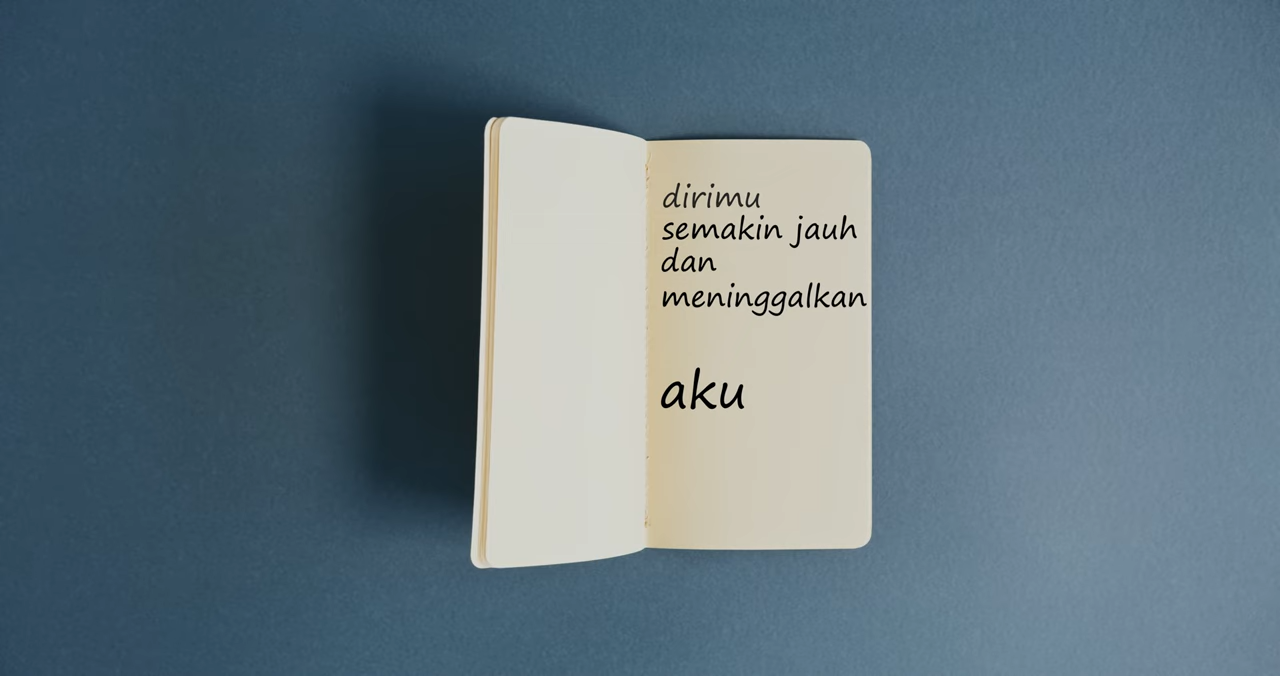 dirimu
semakin jauh
dan
meninggalkan
aku